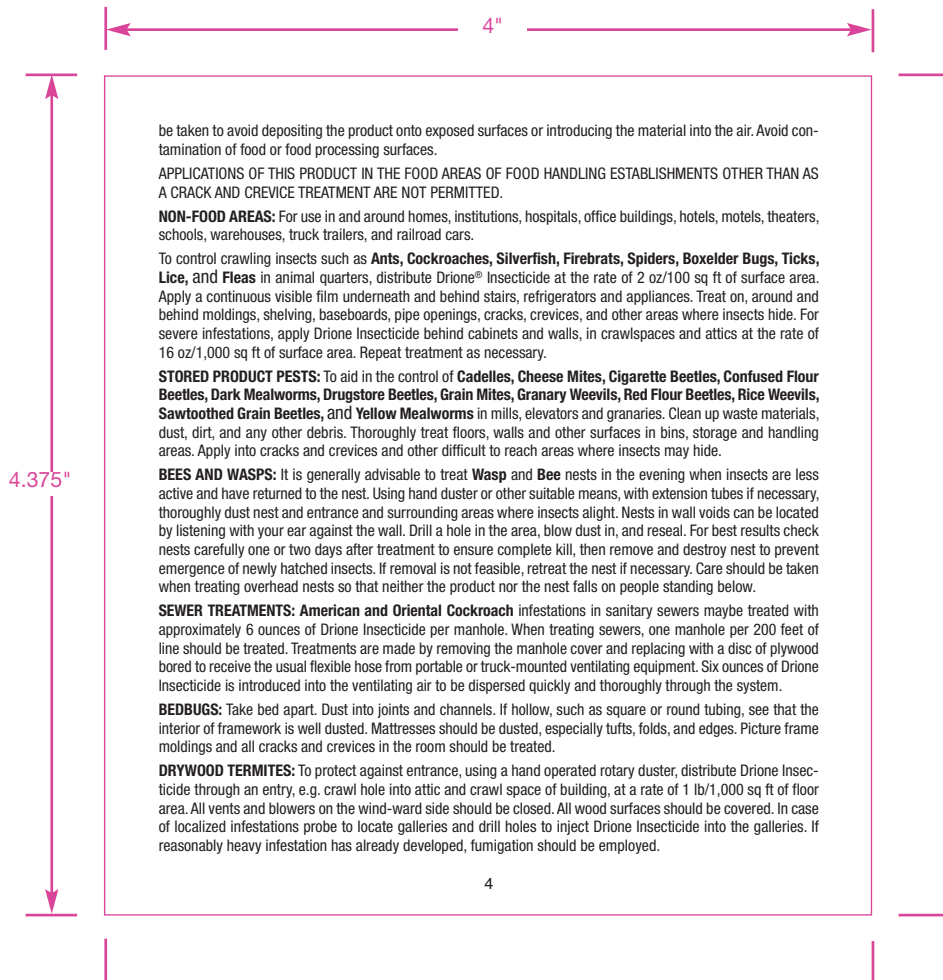 4"
be taken to avoid depositing the product onto exposed surfaces or introducing the material into the air. Avoid con-
tamination of food or food processing surfaces.
APPLICATIONS OF THIS PRODUCT IN THE FOOD AREAS OF FOOD HANDLING ESTABLISHMENTS OTHER THAN AS
A CRACK AND CREVICE TREATMENT ARE NOT PERMITTED.
NON-FOOD AREAS: For use in and around homes, institutions, hospitals, office buildings, hotels, motels, theaters,
schools, warehouses, truck trailers, and railroad cars.
To control crawling insects such as Ants, Cockroaches, Silverfish, Firebrats, Spiders, Boxelder Bugs, Ticks,
Lice, and Fleas in animal quarters, distribute Drione® Insecticide at the rate of 2 oz/100 sq ft of surface area.
Apply a continuous visible film underneath and behind stairs, refrigerators and appliances. Treat on, around and
behind moldings, shelving, baseboards, pipe openings, cracks, crevices, and other areas where insects hide. For
severe infestations, apply Drione Insecticide behind cabinets and walls, in crawlspaces and attics at the rate of
16 oz/1,000 sq ft of surface area. Repeat treatment as necessary.
STORED PRODUCT PESTS: To aid in the control of Cadelles, Cheese Mites, Cigarette Beetles, Confused Flour
Beetles, Dark Mealworms, Drugstore Beetles, Grain Mites, Granary Weevils, Red Flour Beetles, Rice Weevils,
Sawtoothed Grain Beetles, and Yellow Mealworms in mills, elevators and granaries. Clean up waste materials,
dust, dirt, and any other debris. Thoroughly treat floors, walls and other surfaces in bins, storage and handling
areas. Apply into cracks and crevices and other difficult to reach areas where insects may hide.
4.375"
BEES AND WASPS: It is generally advisable to treat Wasp and Bee nests in the evening when insects are less
active and have returned to the nest. Using hand duster or other suitable means, with extension tubes if necessary,
thoroughly dust nest and entrance and surrounding areas where insects alight. Nests in wall voids can be located
by listening with your ear against the wall. Drill a hole in the area, blow dust in, and reseal. For best results check
nests carefully one or two days after treatment to ensure complete kill, then remove and destroy nest to prevent
emergence of newly hatched insects. If removal is not feasible, retreat the nest if necessary. Care should be taken
when treating overhead nests so that neither the product nor the nest falls on people standing below.
SEWER TREATMENTS: American and Oriental Cockroach infestations in sanitary sewers maybe treated with
approximately 6 ounces of Drione Insecticide per manhole. When treating sewers, one manhole per 200 feet of
line should be treated. Treatments are made by removing the manhole cover and replacing with a disc of plywood
bored to receive the usual flexible hose from portable or truck-mounted ventilating equipment. Six ounces of Drione
Insecticide is introduced into the ventilating air to be dispersed quickly and thoroughly through the system.
BEDBUGS: Take bed apart. Dust into joints and channels. If hollow, such as square or round tubing, see that the
interior of framework is well dusted. Mattresses should be dusted, especially tufts, folds, and edges. Picture frame
moldings and all cracks and crevices in the room should be treated.
DRYWOOD TERMITES: To protect against entrance, using a hand operated rotary duster, distribute Drione Insec-
ticide through an entry, e.g. crawl hole into attic and crawl space of building, at a rate of 1 lb/1,000 sq ft of floor
area. All vents and blowers on the wind-ward side should be closed. All wood surfaces should be covered. In case
of localized infestations probe to locate galleries and drill holes to inject Drione Insecticide into the galleries. If
reasonably heavy infestation has already developed, fumigation should be employed.
4